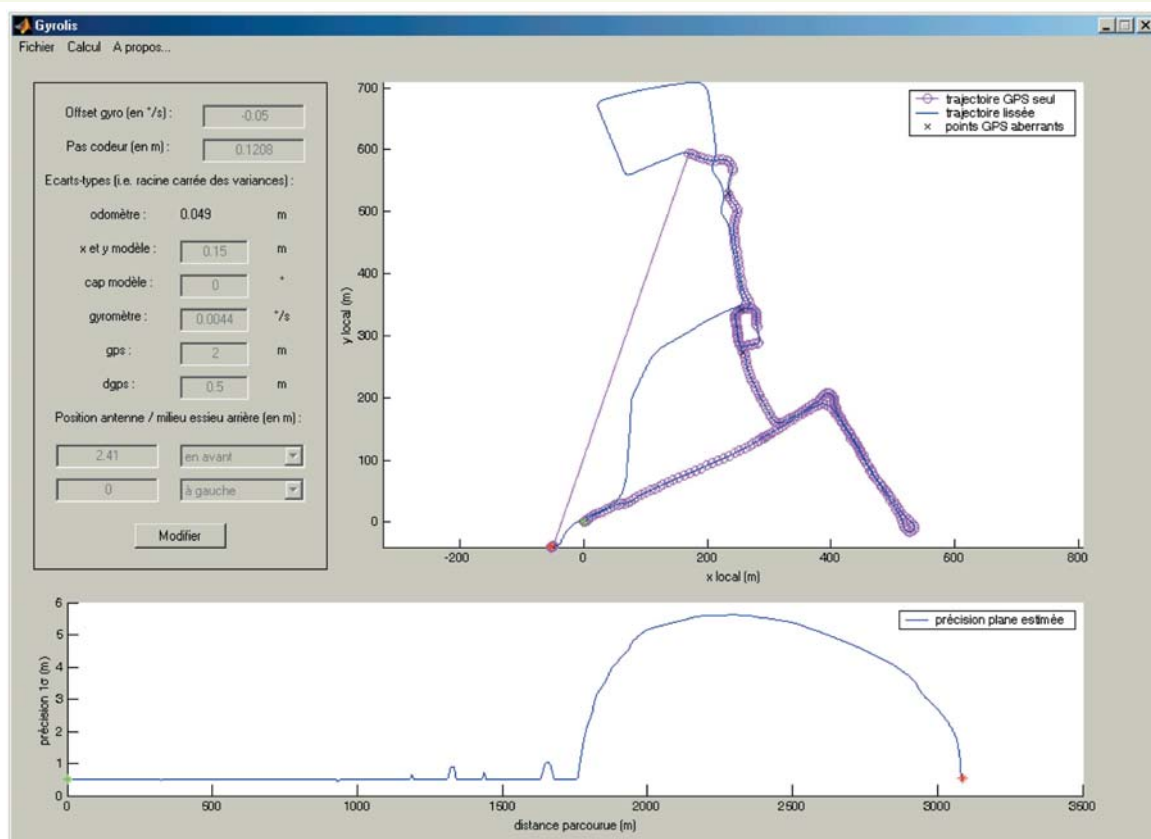 Gyrolis
Fichier Calcul A propos...
Offset gyro (en °/s) : -0.05
Pas codeur (en m) : 0.1208
Ecarts-types (i.e. racine carrée des variances) :
odomètre : 0.049 m
x et y modèle : 0.15 m
cap modèle : 0 °
gyromètre : 0.0044 °/s
gps : 2 m
dgps : 0.5 m
Position antenne / milieu essieu arrière (en m) :
2.41 en avant
0 à gauche
Modifier
trajectoire GPS seul
trajectoire lissée
points GPS aberrants
y local (m)
700
600
500
400
300
200
100
0
-200 0 200 400 600 800
x local (m)
précision plane estimée
précision 1σ (m)
6
5
4
3
2
1
0
0 500 1000 1500 2000 2500 3000 3500
distance parcourue (m)